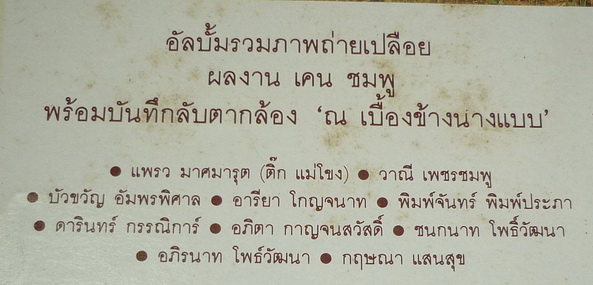 อัลบั้มรวมภาพถ่ายเปลือย
ผลงาน เคน ชมพู
พร้อมบันทึกลับตากล้อง ‘ณ เบื้องข้างนางแบบ’
● แพรว มาศมารุต (ติ๊ก แม่โขง) ● วาณี เพชรชมพู
● บัวขวัญ อัมพรพิศาล ● อารียา โกญจนาท ● พิมพ์จันทร์ พิมพ์ประภา
● ดารินทร์ กรรณิการ์ ● อภิตา กาญจนสวัสดิ์ ● ชนกนาท โพธิ์วัฒนา
● อภิรนาท โพธ์วัฒนา ● กฤษณา แสนสุข